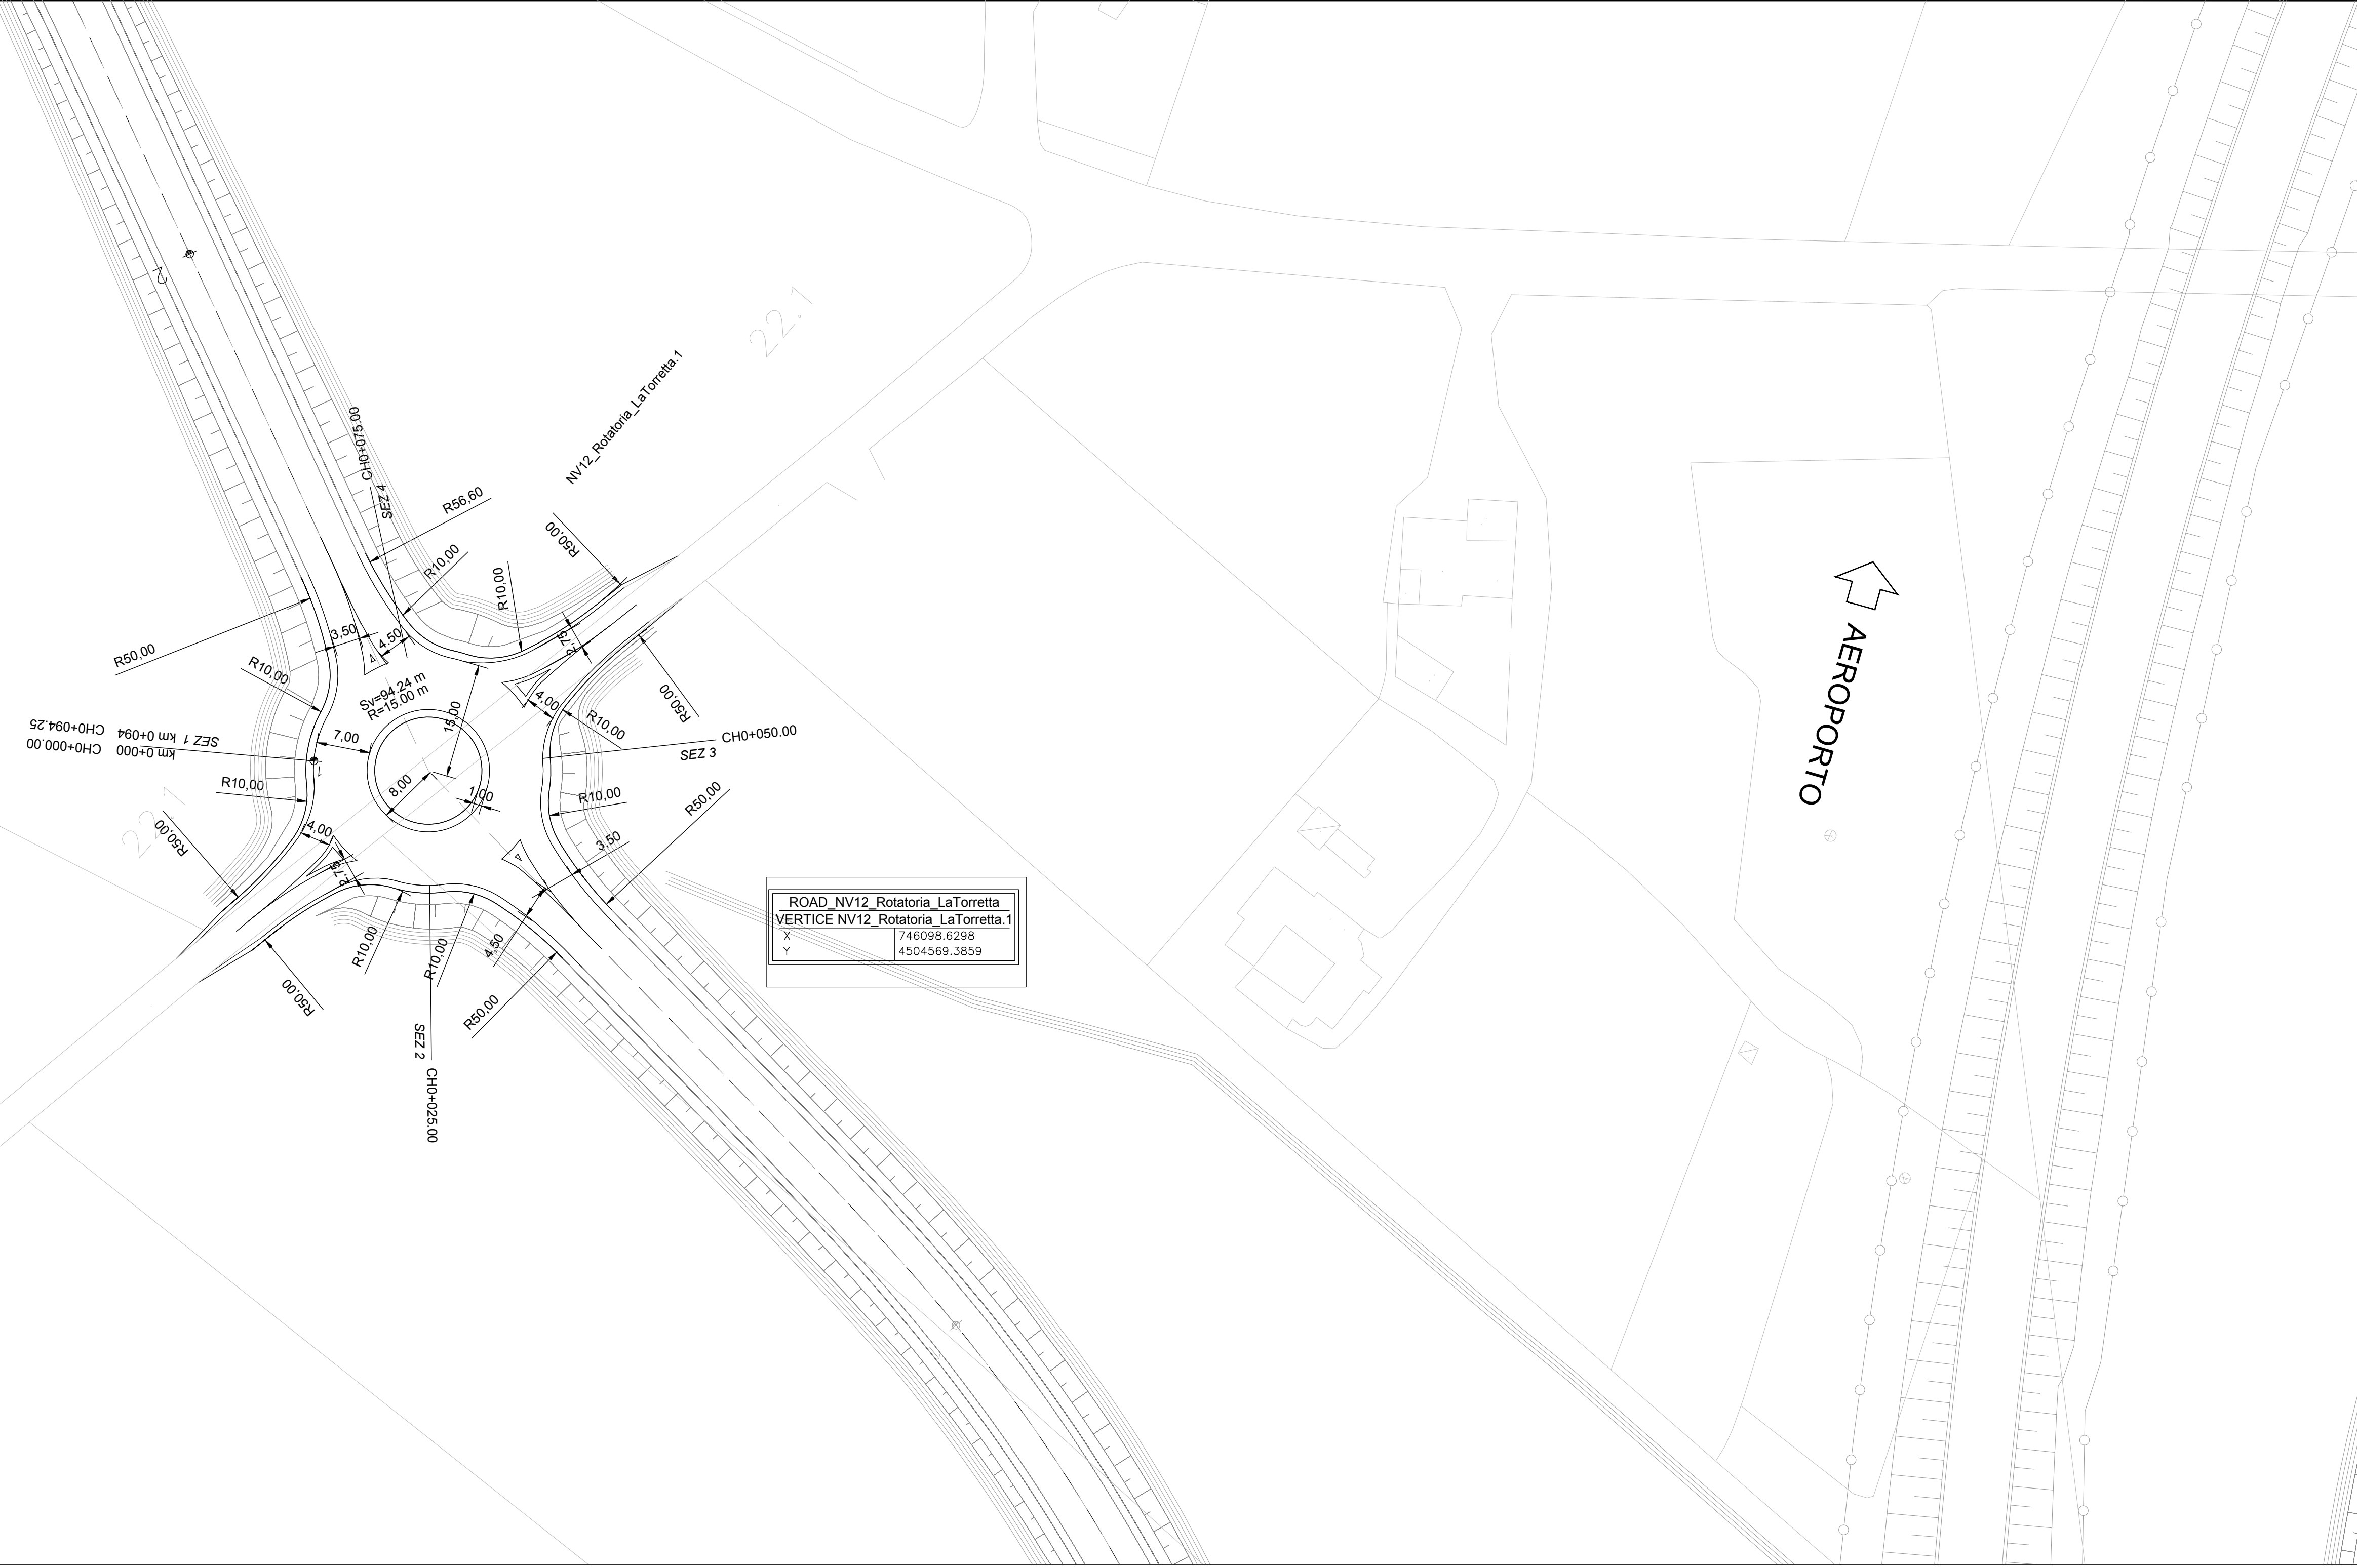 22.1
2
NV12_Rotatoria_LaTorretta.1
CH0+075.00
SEZ 4
R56,60
R50,00
R10,00
R10,00
2,75
3,50
4,50
R50,00
R10,00
Sv=94.24 m
R=15.00 m
15,00
4,00
R10,00
R50,00
CH0+050.00
SEZ 3
SEZ 1 km 0+094 CH0+094.25
km 0+000 CH0+000.00
1
7,00
8,00
1,00
R10,00
R10,00
R50,00
3,50
4,00
2,75
R50,00
R10,00
R10,00
4,50
R50,00
R50,00
SEZ 2
CH0+025.00
ROAD_NV12_Rotatoria_LaTorretta
VERTICE NV12_Rotatoria_LaTorretta.1
X 746098.6298
Y 4504569.3859
AEROPORTO